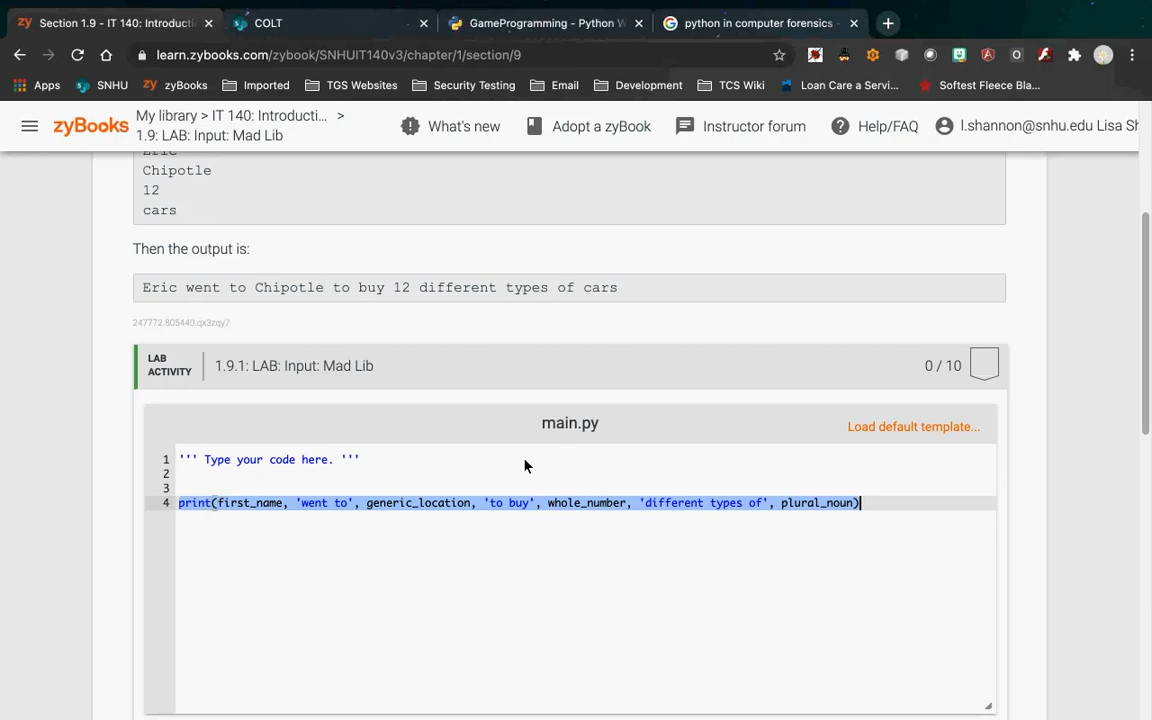 Section 1.9 - IT 140: Introducti
COLT
GameProgramming - Python W
python in computer forensics -
learn.zybooks.com/zybook/SNHUIT140v3/chapter/1/section/9
Apps
SNHU
zyBooks
Imported
TGS Websites
Security Testing
Email
Development
TCS Wiki
Loan Care a Servi...
Softest Fleece Bla...
zyBooks
My library > IT 140: Introducti... >
1.9: LAB: Input: Mad Lib
What's new
Adopt a zyBook
Instructor forum
Help/FAQ
l.shannon@snhu.edu Lisa Sh
Eric
Chipotle
12
cars
Then the output is:
Eric went to Chipotle to buy 12 different types of cars
247772.805440.qx3zqy7
LAB
ACTIVITY
1.9.1: LAB: Input: Mad Lib
0 / 10
main.py
Load default template...
1 ''' Type your code here. '''
2
3
4 print(first_name, 'went to', generic_location, 'to buy', whole_number, 'different types of', plural_noun)